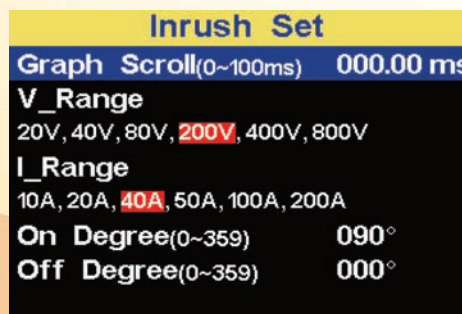 Inrush Set
Graph Scroll(0~100ms) 000.00 ms
V_Range
20V, 40V, 80V, 200V, 400V, 800V
I_Range
10A, 20A, 40A, 50A, 100A, 200A
On Degree(0~359) 090°
Off Degree(0~359) 000°